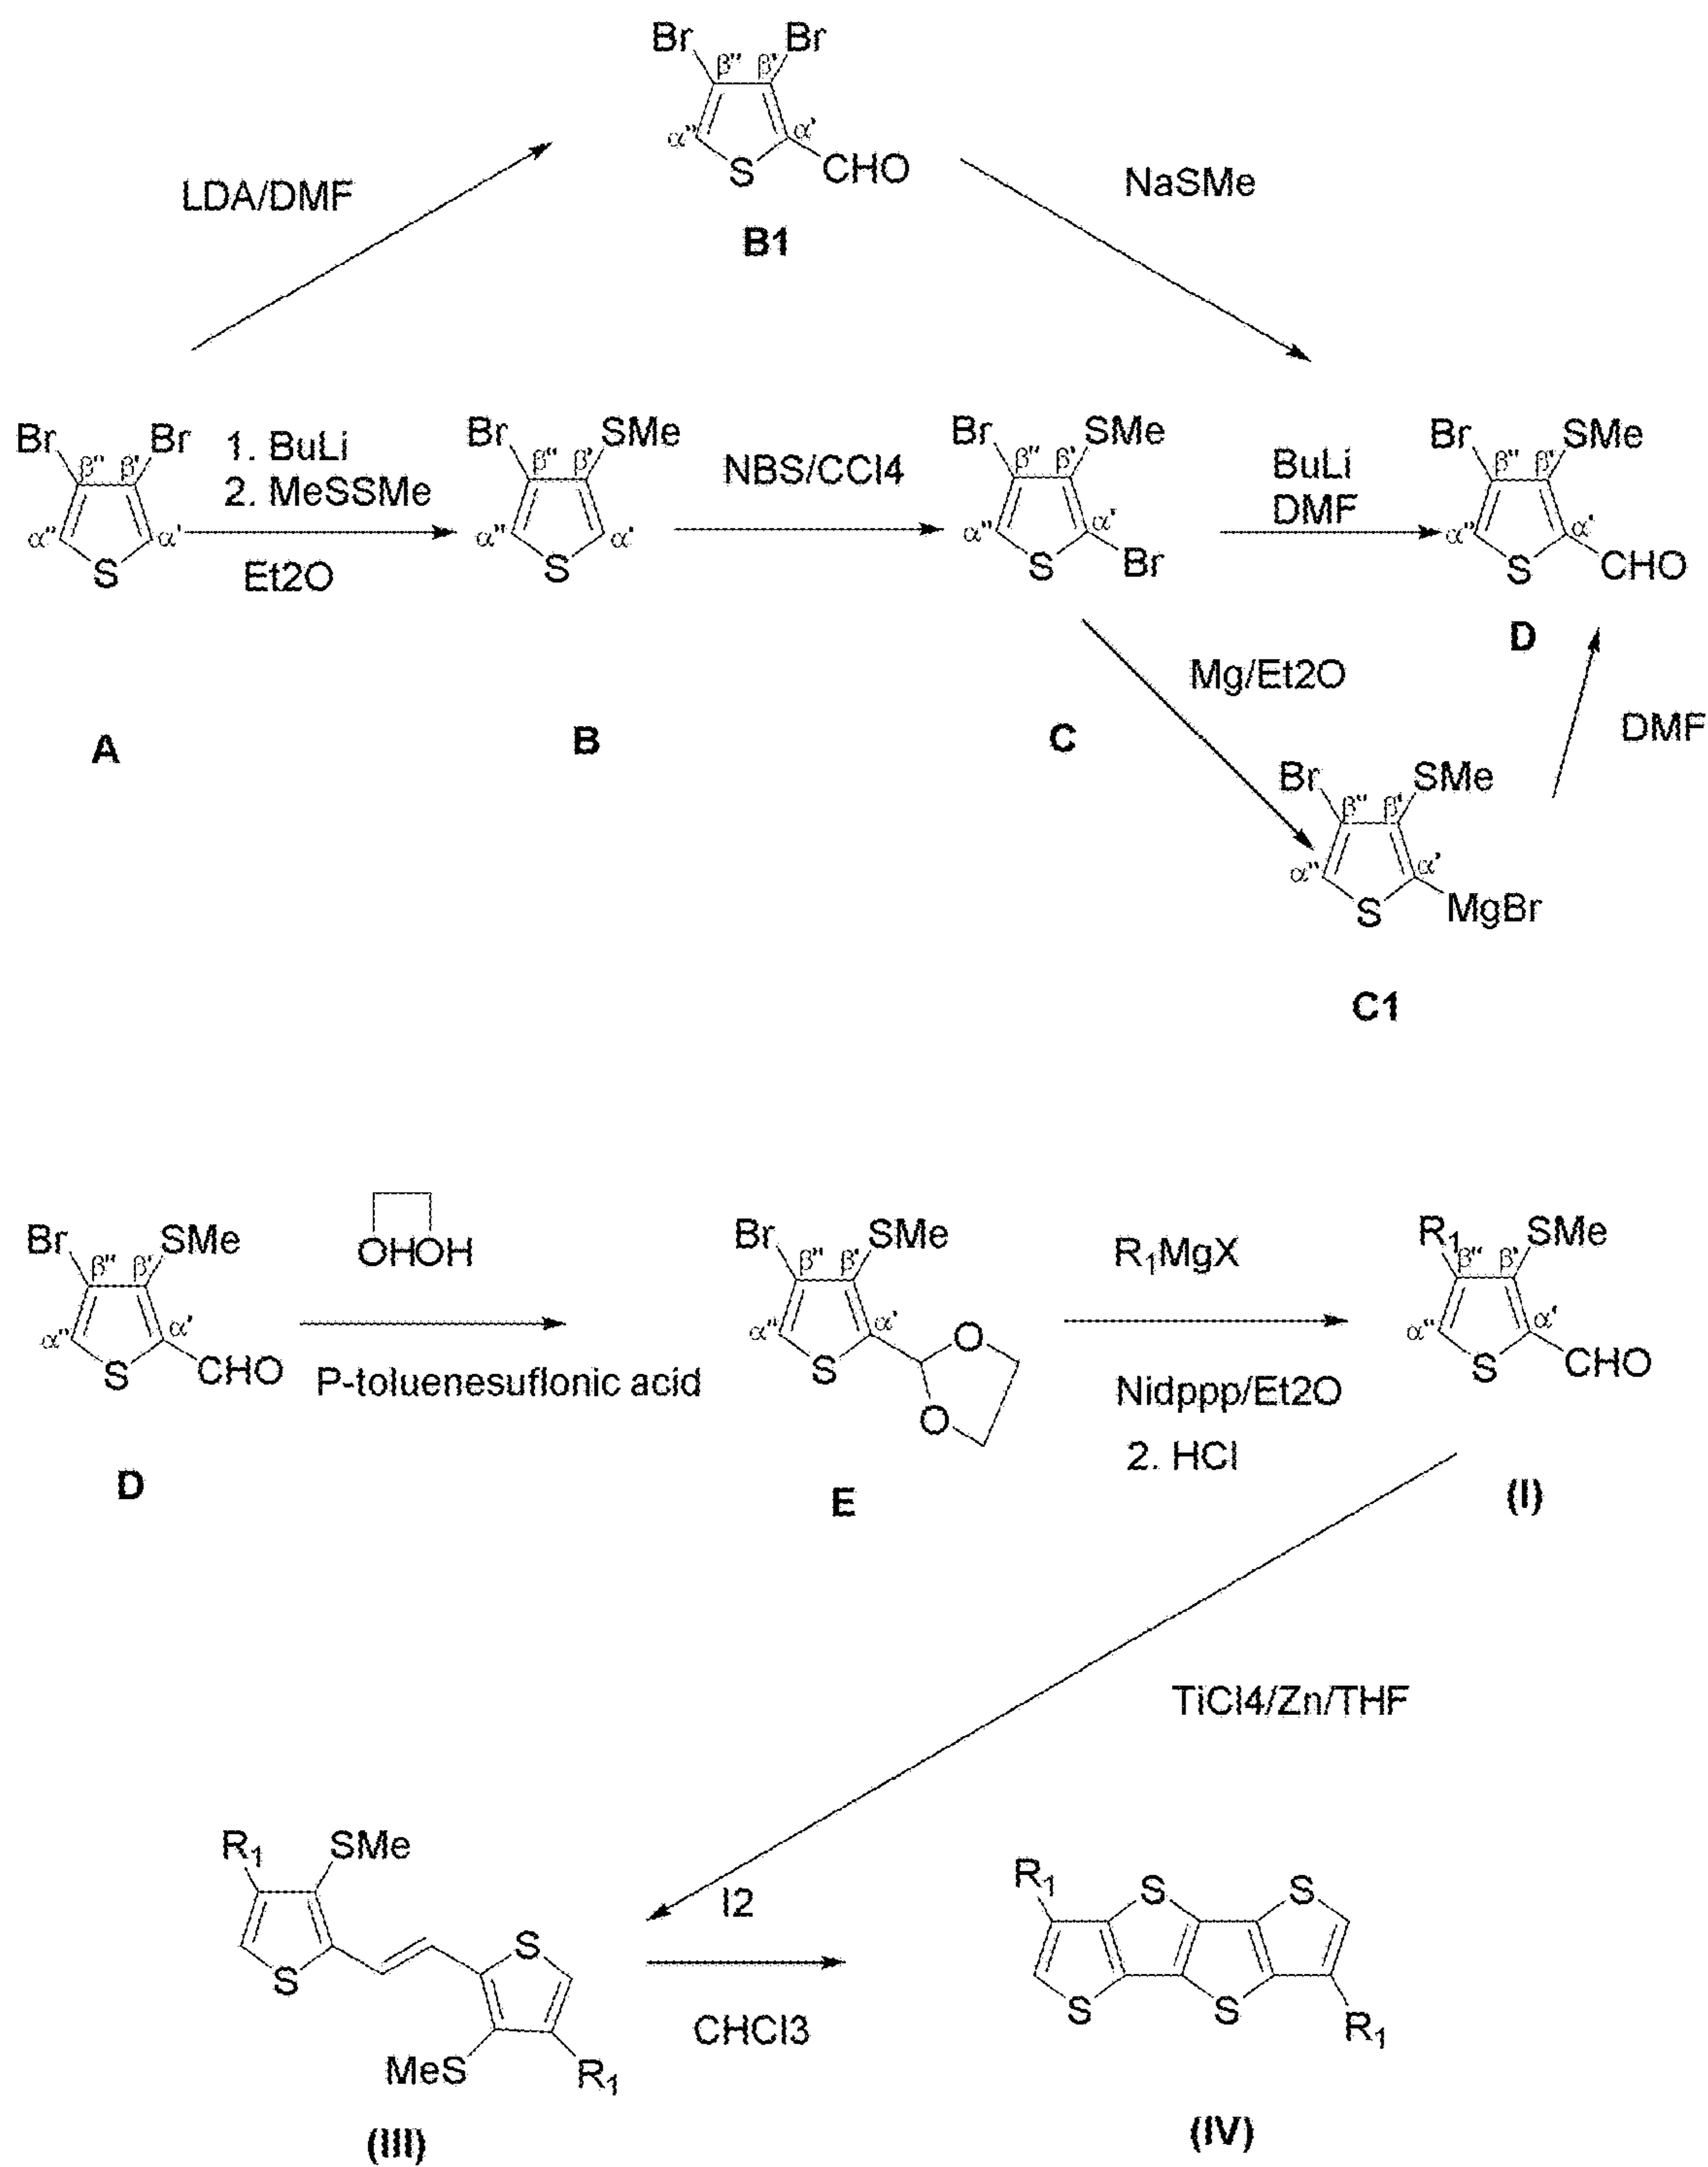 Br Br
β" β'
α" α'
S CHO
B1
LDA/DMF
NaSMe
Br Br
β" β'
α" α'
S
A
1. BuLi
2. MeSSMe
Et2O
Br SMe
β" β'
α" α'
S
B
NBS/CCl4
Br SMe
β" β'
α" α'
S Br
C
BuLi
DMF
Br SMe
β" β'
α" α'
S CHO
D
Mg/Et2O
DMF
Br SMe
β" β'
α" α'
S MgBr
C1
Br SMe
β" β'
α" α'
S CHO
D
OHOH
P-toluenesuflonic acid
Br SMe
β" β'
α" α'
S O
O
E
R1MgX
Nidppp/Et2O
2. HCl
R1 SMe
β" β'
α" α'
S CHO
(I)
TiCl4/Zn/THF
R1 SMe
S S
MeS R1
(III)
I2
CHCl3
R1 S S
S S R1
(IV)